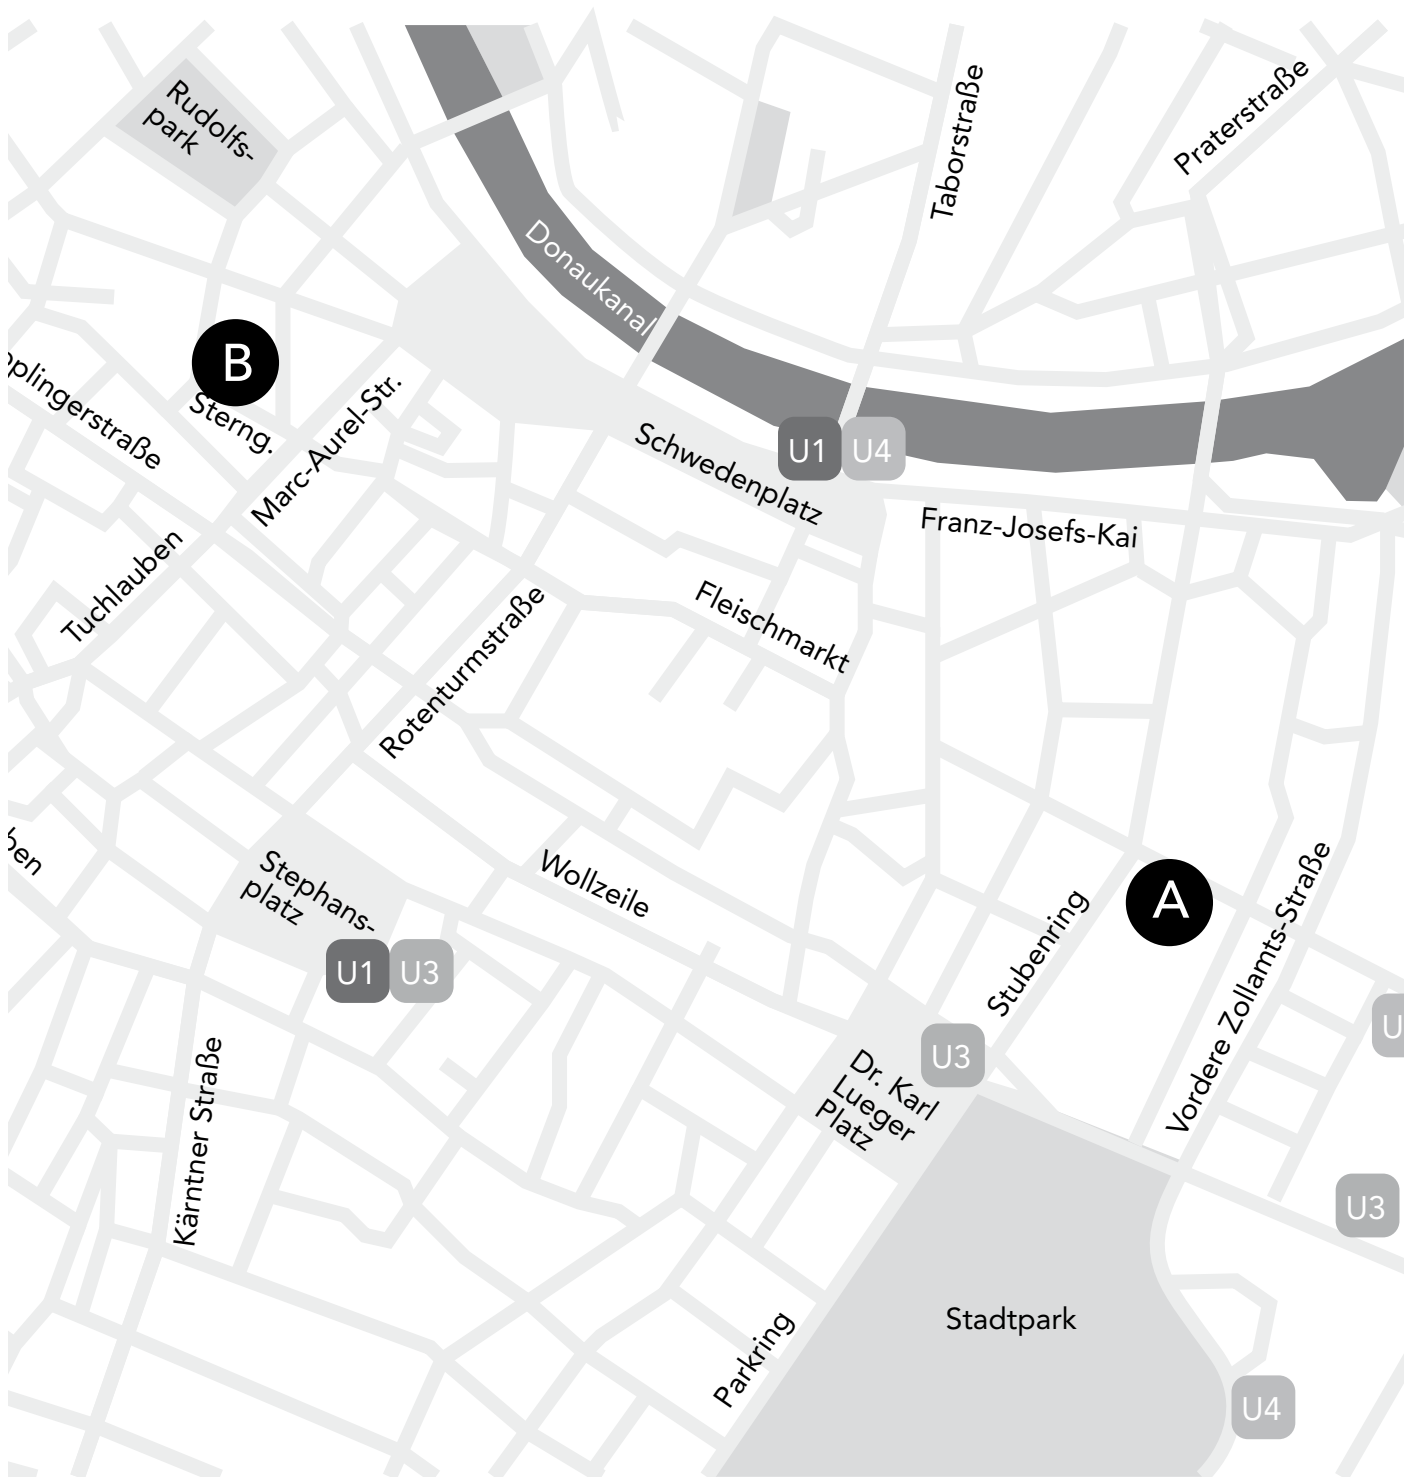 Rudolfs-
park
Taborstraße
Praterstraße
Donaukanal
B
Sterng.
Marc-Aurel-Str.
plingerstraße
Schwedenplatz
U1
U4
Franz-Josefs-Kai
Tuchlauben
Fleischmarkt
Rotenturmstraße
ben
Stephans-
platz
U1
U3
Wollzeile
A
Stubenring
Vordere Zollamts-Straße
U
U3
Dr. Karl
Lueger
Platz
Kärntner Straße
U3
Stadtpark
Parkring
U4